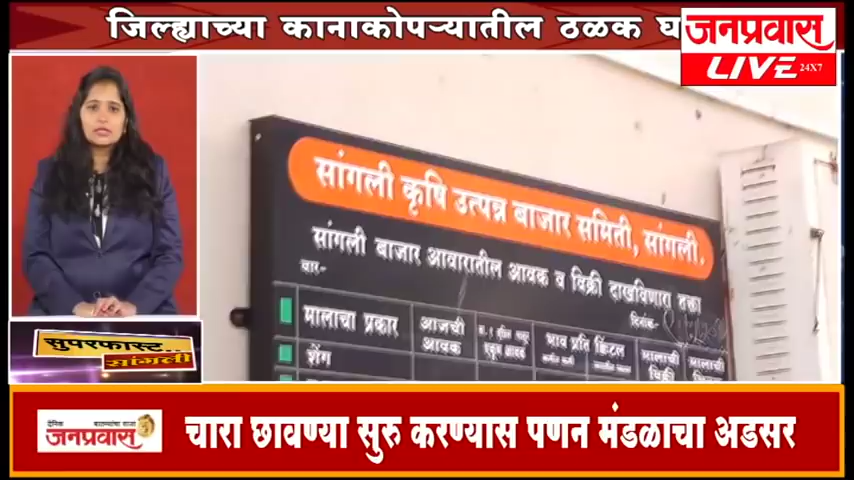 जिल्ह्याच्या कानाकोपऱ्यातील ठळक घ
जनप्रवास
LIVE 24X7
सांगली कृषि उत्पन्न बाजार समिती, सांगली.
सांगली बाजार आवारातील आवक व विक्री दाखविणारा तक्ता
वार-
दिनांक-
मालाचा प्रकार
आजची आवक
भाव प्रति क्विंटल
मालाची विक्री
मालाची
शेंग
सुपरफास्ट..
सांगली
दैनिक
जनप्रवास
चारा छावण्या सुरु करण्यास पणन मंडळाचा अडसर